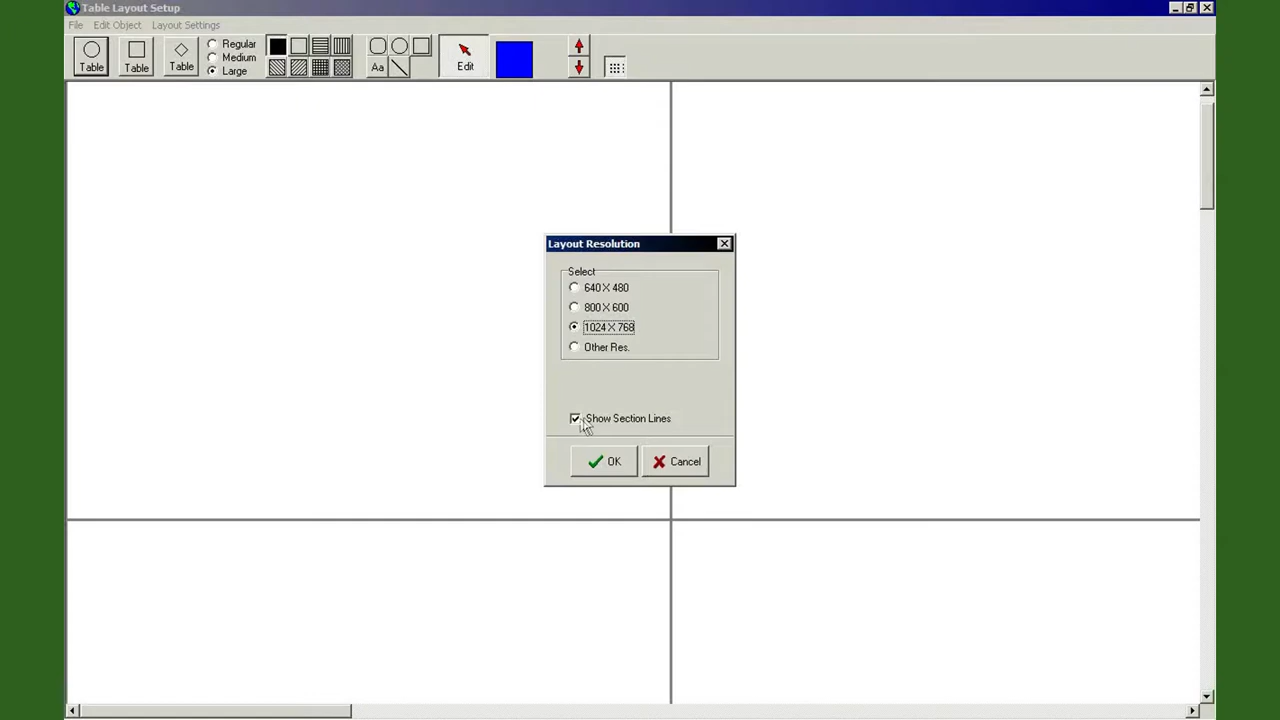 Table Layout Setup
File Edit Object Layout Settings
Table
Table
Table
Regular
Medium
Large
Aa
Edit
Layout Resolution
Select
640 X 480
800 X 600
1024 X 768
Other Res.
Show Section Lines
OK
Cancel